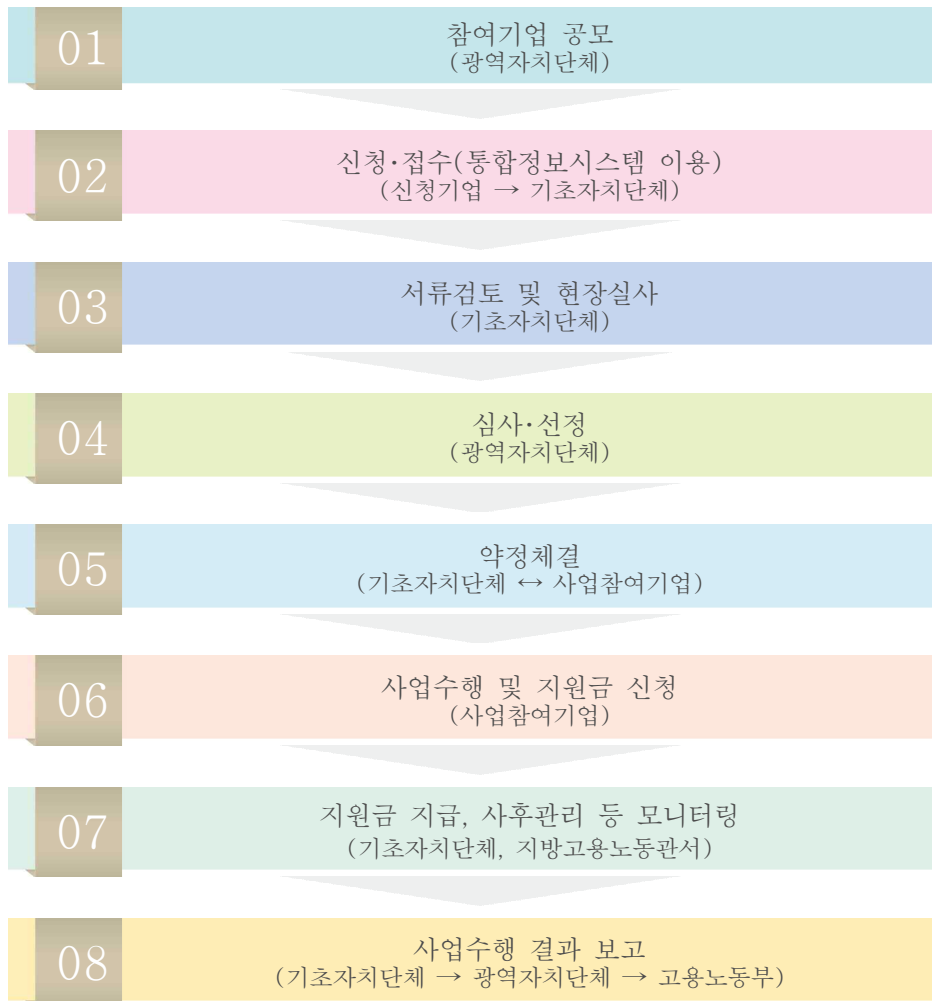 01
참여기업 공모
(광역자치단체)
02
신청·접수(통합정보시스템 이용)
(신청기업 → 기초자치단체)
03
서류검토 및 현장실사
(기초자치단체)
04
심사·선정
(광역자치단체)
05
약정체결
(기초자치단체 ↔ 사업참여기업)
06
사업수행 및 지원금 신청
(사업참여기업)
07
지원금 지급, 사후관리 등 모니터링
(기초자치단체, 지방고용노동관서)
08
사업수행 결과 보고
(기초자치단체 → 광역자치단체 → 고용노동부)